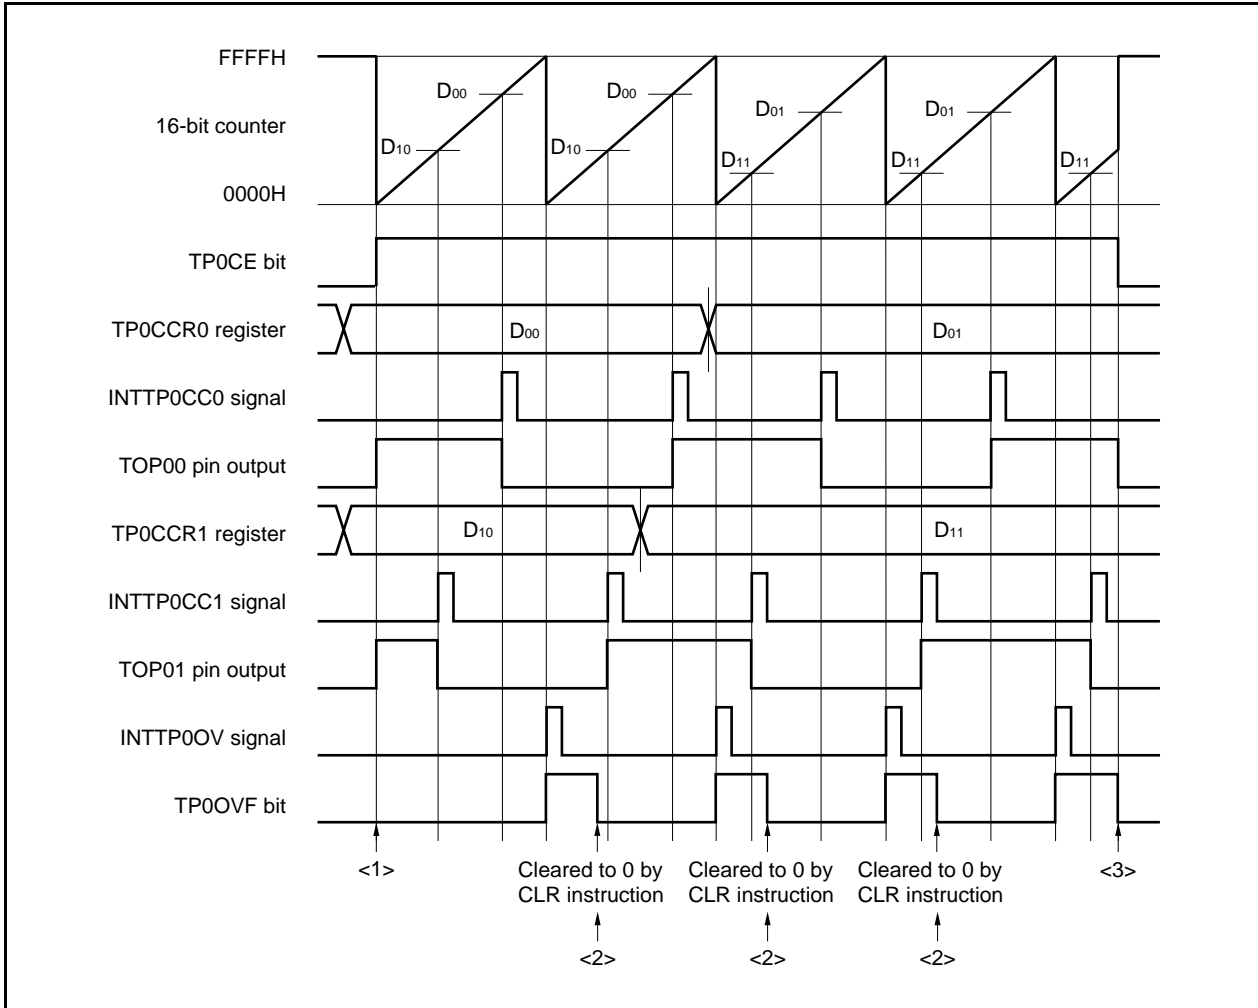 FFFFH
16-bit counter
0000H
D10
D00
D10
D00
D11
D01
D11
D01
D11
TP0CE bit
TP0CCR0 register
D00
D01
INTTP0CC0 signal
TOP00 pin output
TP0CCR1 register
D10
D11
INTTP0CC1 signal
TOP01 pin output
INTTP0OV signal
TP0OVF bit
<1>
Cleared to 0 by
CLR instruction
Cleared to 0 by
CLR instruction
Cleared to 0 by
CLR instruction
<3>
<2>
<2>
<2>